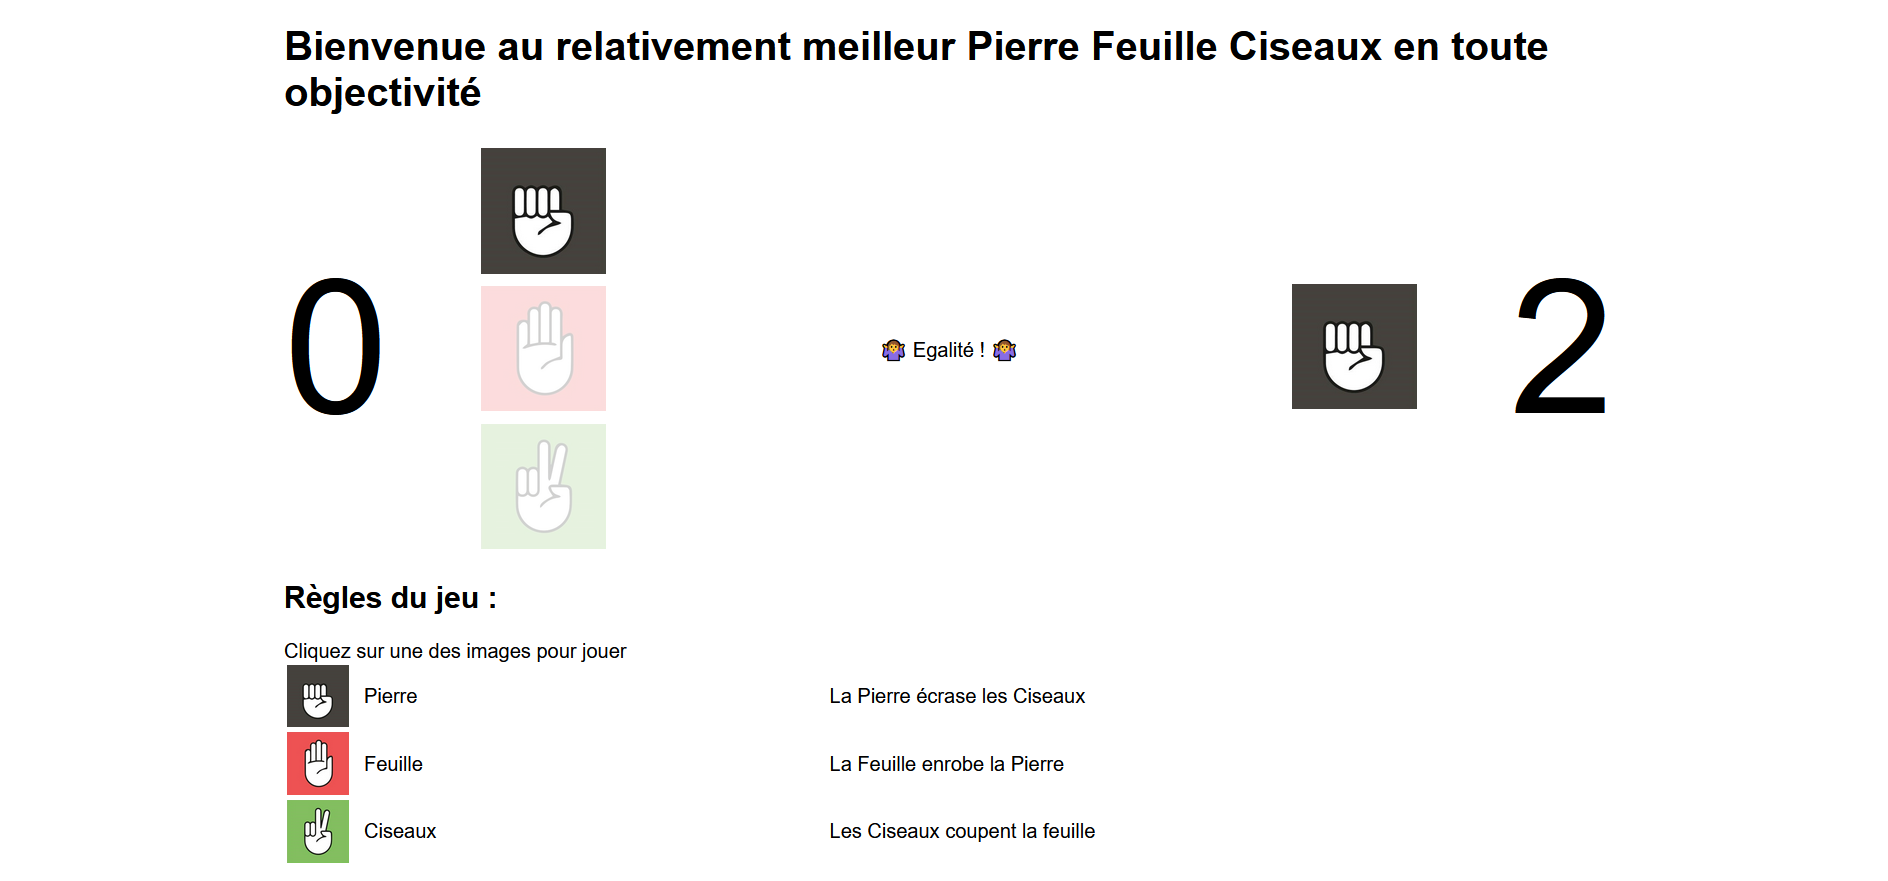 Bienvenue au relativement meilleur Pierre Feuille Ciseaux en toute
objectivité
0
🤷‍♀️ Egalité ! 🤷‍♀️
2
Règles du jeu :
Cliquez sur une des images pour jouer
Pierre La Pierre écrase les Ciseaux
Feuille La Feuille enrobe la Pierre
Ciseaux Les Ciseaux coupent la feuille